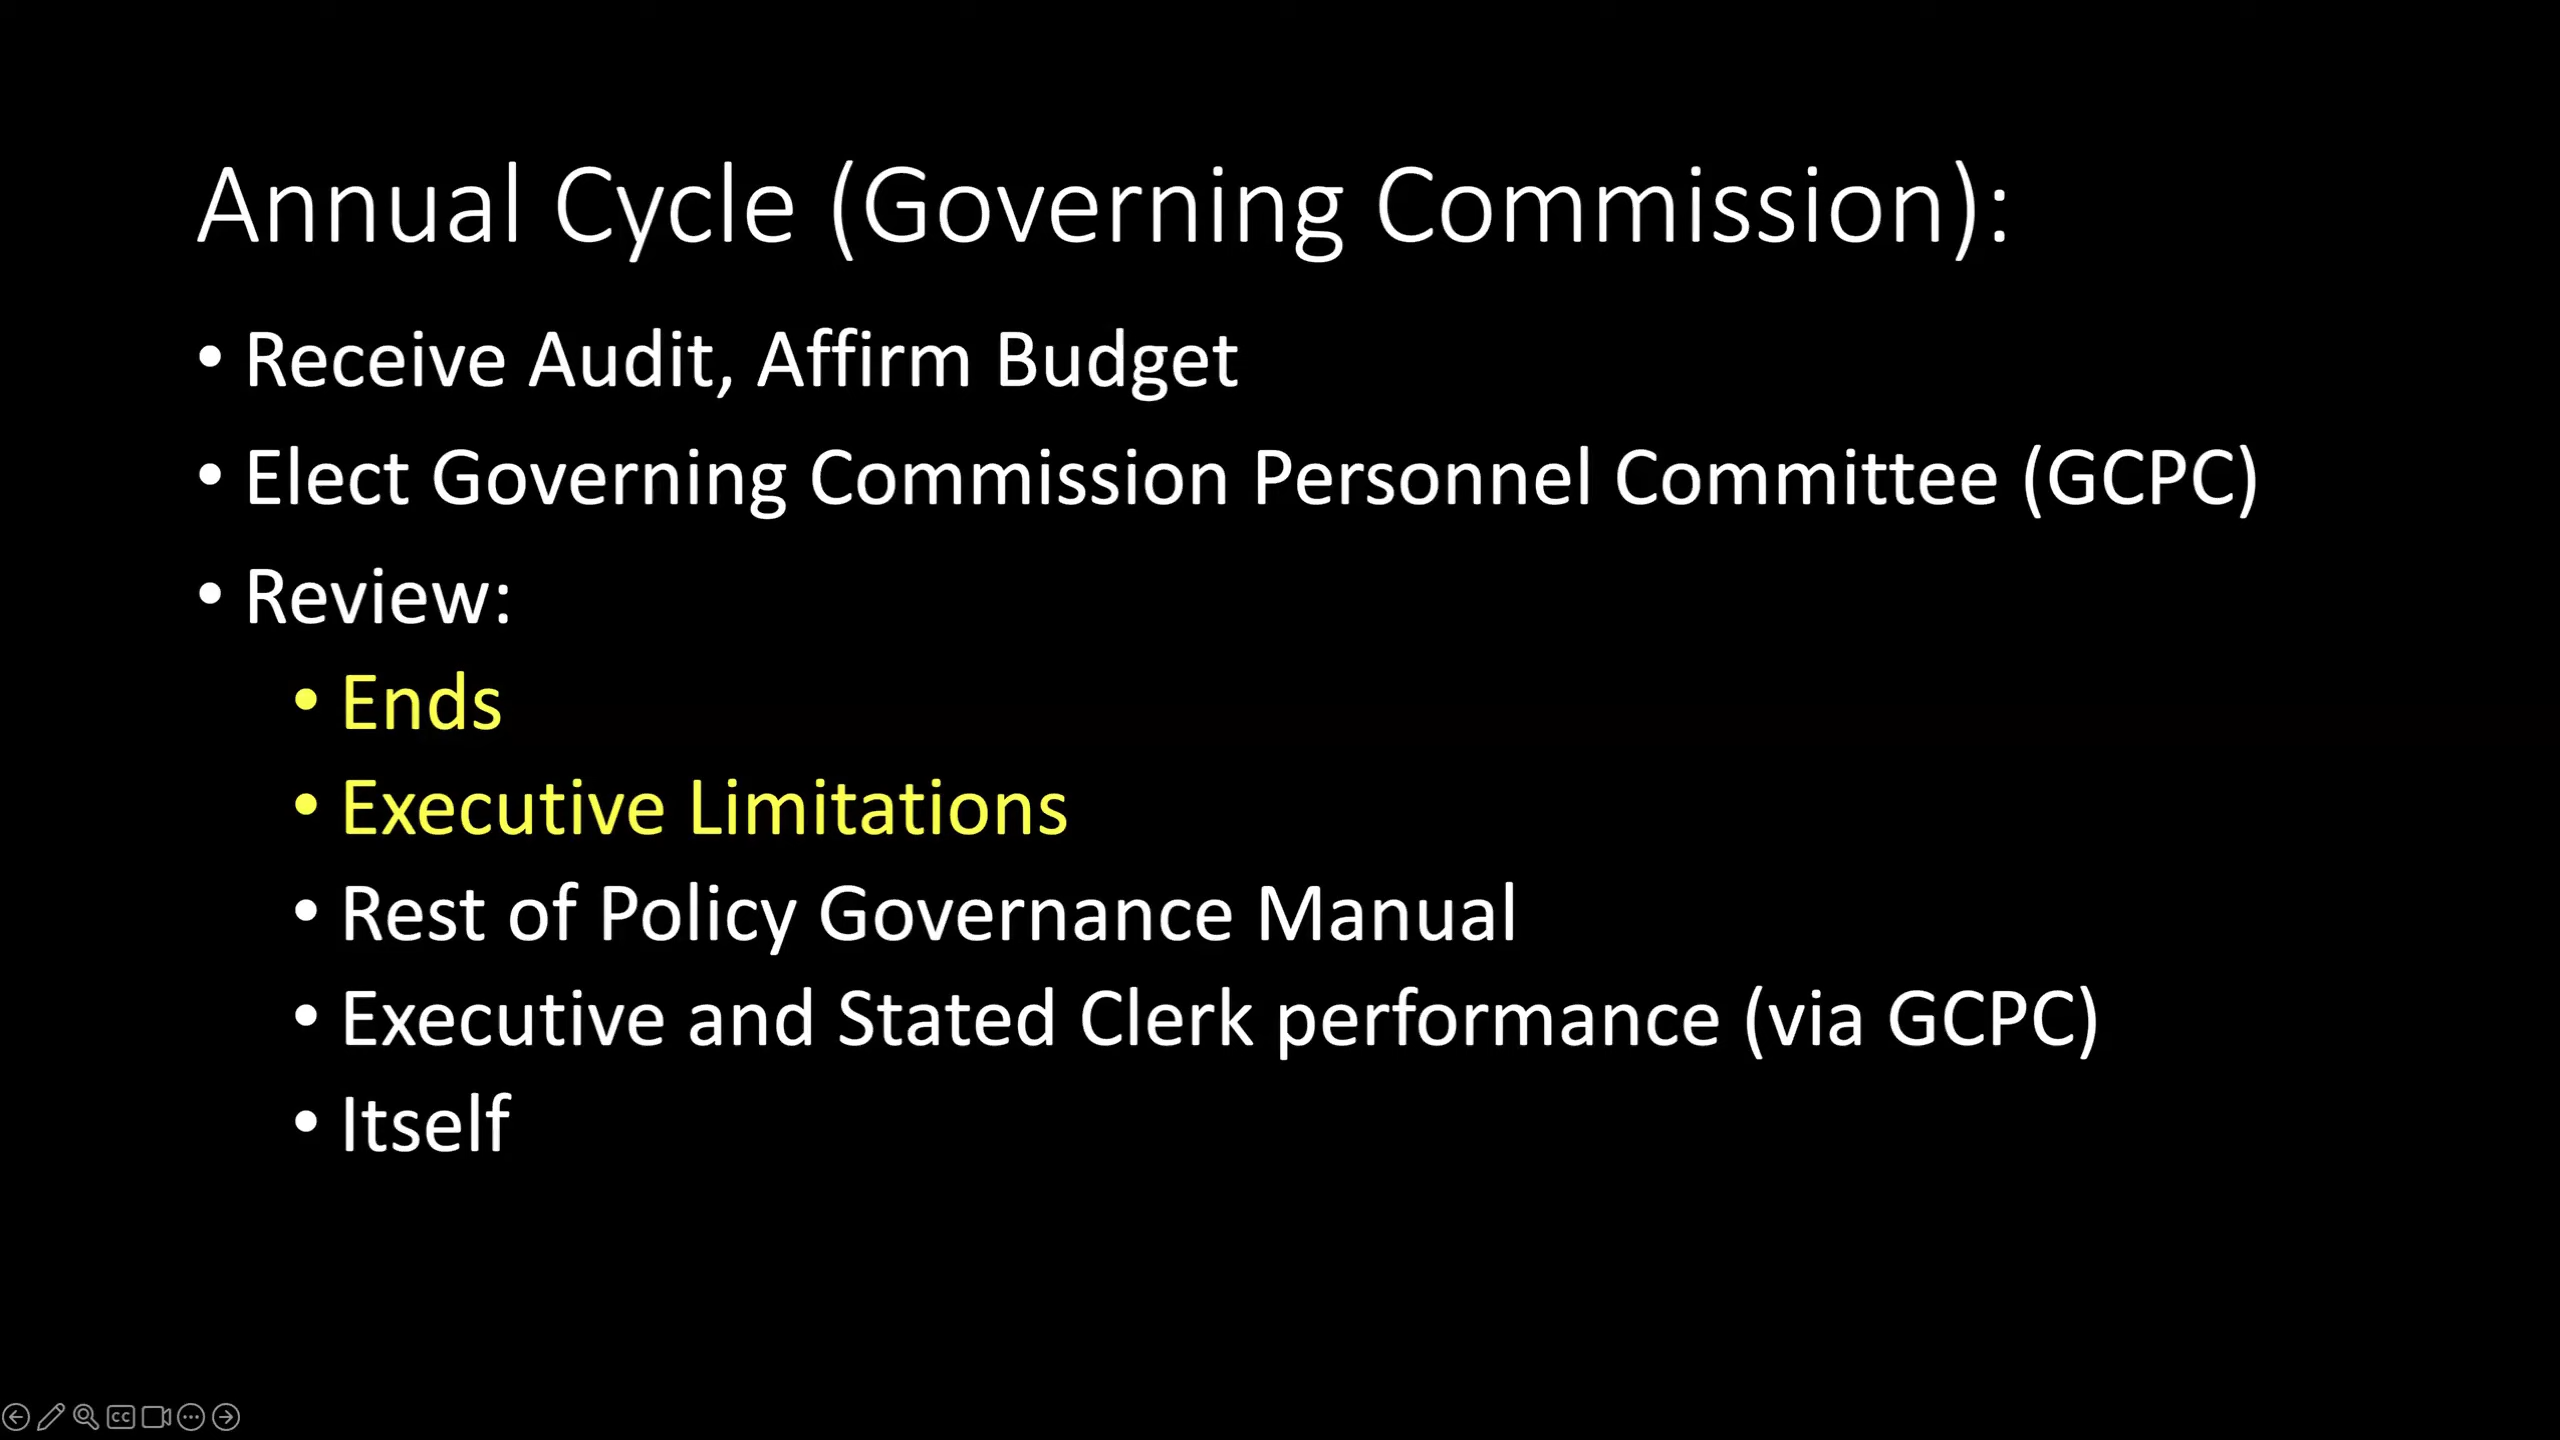 Annual Cycle (Governing Commission):
• Receive Audit, Affirm Budget
• Elect Governing Commission Personnel Committee (GCPC)
• Review:
• Ends
• Executive Limitations
• Rest of Policy Governance Manual
• Executive and Stated Clerk performance (via GCPC)
• Itself
CC